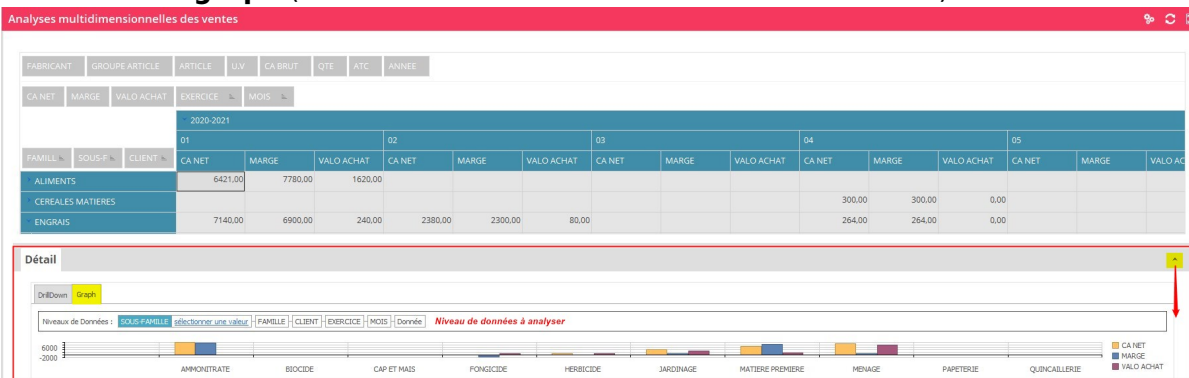 Analyses multidimensionnelles des ventes
FABRICANT GROUPE ARTICLE ARTICLE U.V CA BRUT QTE ATC ANNEE
CA NET MARGE VALO ACHAT EXERCICE MOIS
2020-2021
01 02 03 04 05
FAMILL SOUS-F CLIENT CA NET MARGE VALO ACHAT CA NET MARGE VALO ACHAT CA NET MARGE VALO ACHAT CA NET MARGE VALO ACHAT CA NET MARGE VALO AC
ALIMENTS 6421,00 7780,00 1620,00
CEREALES MATIERES 300,00 300,00 0,00
ENGRAIS 7140,00 6900,00 240,00 2380,00 2300,00 80,00 264,00 264,00 0,00
Détail
DrillDown Graph
Niveaux de Données : SOUS-FAMILLE sélectionner une valeur FAMILLE CLIENT EXERCICE MOIS Donnée Niveau de données à analyser
6000 CA NET
-2000 MARGE
AMMONITRATE BIOCIDE CAP ET MAIS FONGICIDE HERBICIDE JARDINAGE MATIERE PREMIERE MENAGE PAPETERIE QUINCAILLERIE VALO ACHAT